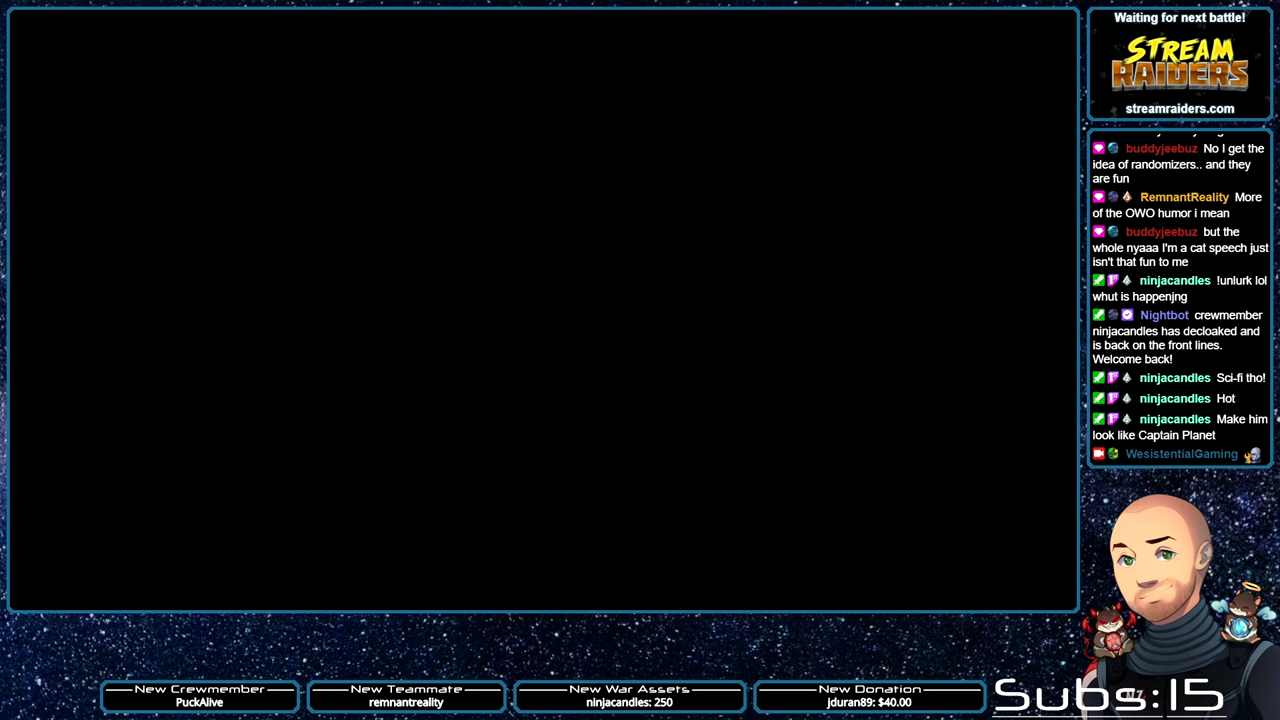 Waiting for next battle!
STREAM
RAIDERS
streamraiders.com
buddyjeebuz No I get the
idea of randomizers.. and they
are fun
RemnantReality More
of the OWO humor i mean
buddyjeebuz but the
whole nyaaa I'm a cat speech just
isn't that fun to me
ninjacandles !unlurk lol
whut is happenjng
Nightbot crewmember
ninjacandles has decloaked and
is back on the front lines.
Welcome back!
ninjacandles Sci-fi tho!
ninjacandles Hot
ninjacandles Make him
look like Captain Planet
WesistentialGaming
New Crewmember
PuckAlive
New Teammate
remnantreality
New War Assets
ninjacandles: 250
New Donation
jduran89: $40.00
Subs:15